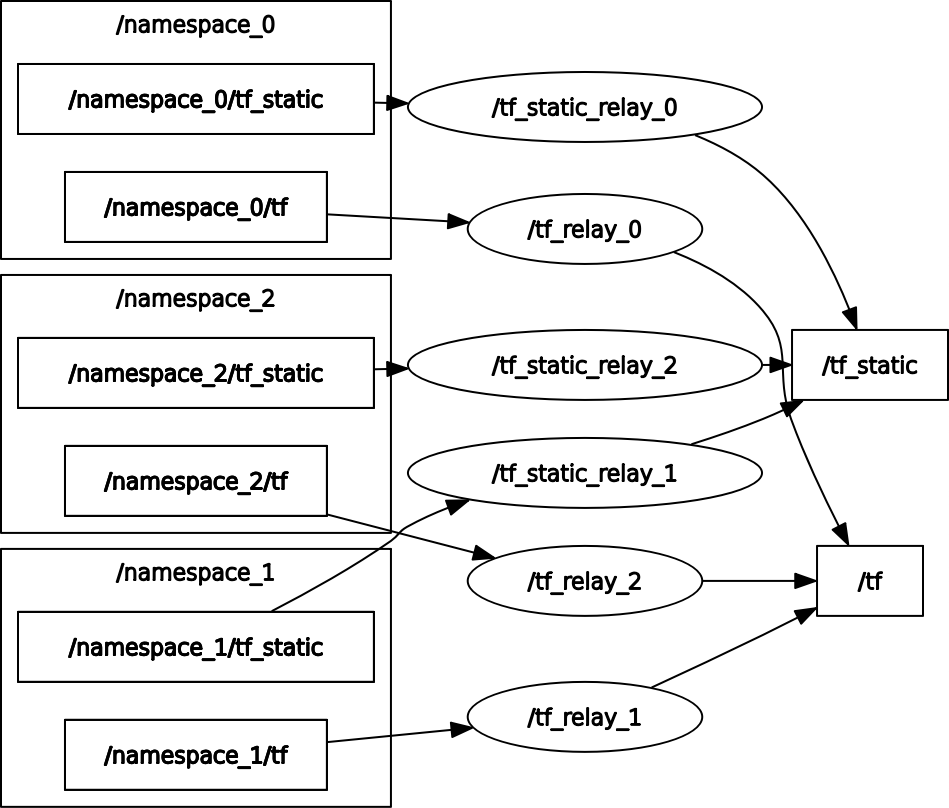 /namespace_0
/namespace_0/tf_static
/namespace_0/tf
/tf_static_relay_0
/tf_relay_0
/namespace_2
/namespace_2/tf_static
/namespace_2/tf
/tf_static_relay_2
/tf_static
/tf_static_relay_1
/namespace_1
/namespace_1/tf_static
/namespace_1/tf
/tf_relay_2
/tf
/tf_relay_1